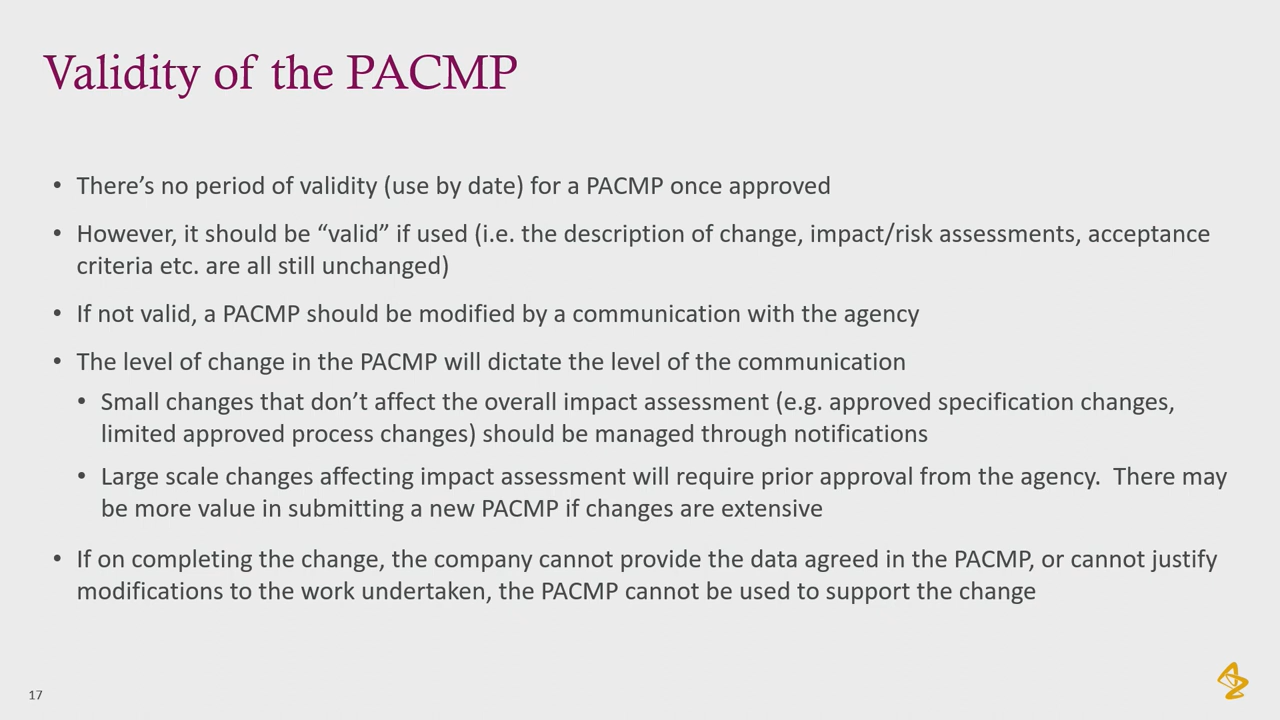 Validity of the PACMP
• There’s no period of validity (use by date) for a PACMP once approved
• However, it should be “valid” if used (i.e. the description of change, impact/risk assessments, acceptance
criteria etc. are all still unchanged)
• If not valid, a PACMP should be modified by a communication with the agency
• The level of change in the PACMP will dictate the level of the communication
• Small changes that don’t affect the overall impact assessment (e.g. approved specification changes,
limited approved process changes) should be managed through notifications
• Large scale changes affecting impact assessment will require prior approval from the agency.  There may
be more value in submitting a new PACMP if changes are extensive
• If on completing the change, the company cannot provide the data agreed in the PACMP, or cannot justify
modifications to the work undertaken, the PACMP cannot be used to support the change
17